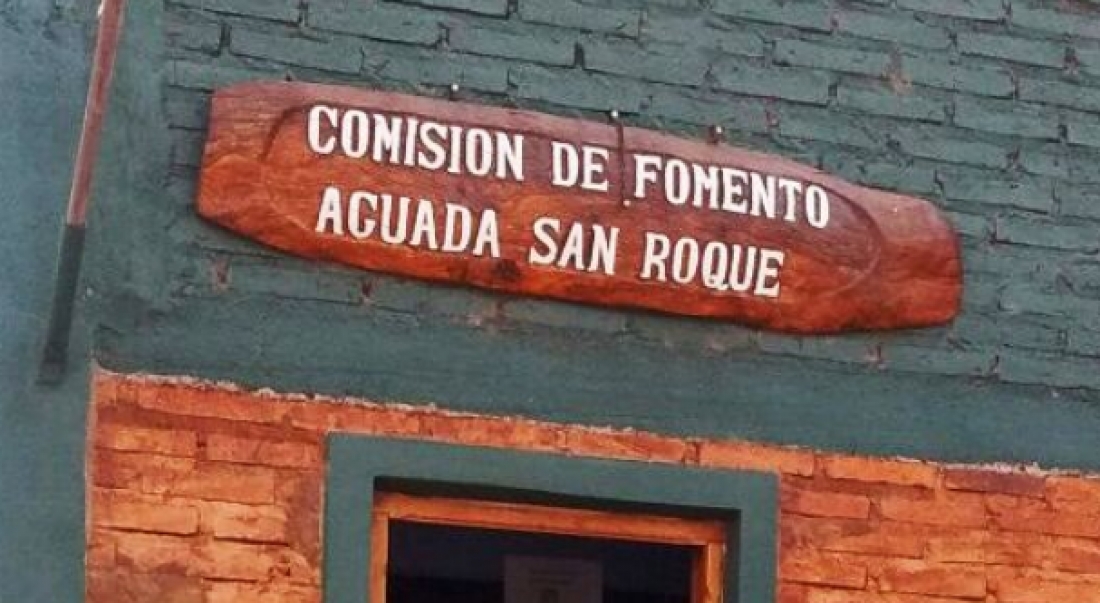 COMISION DE FOMENTO
AGUADA SAN ROQUE